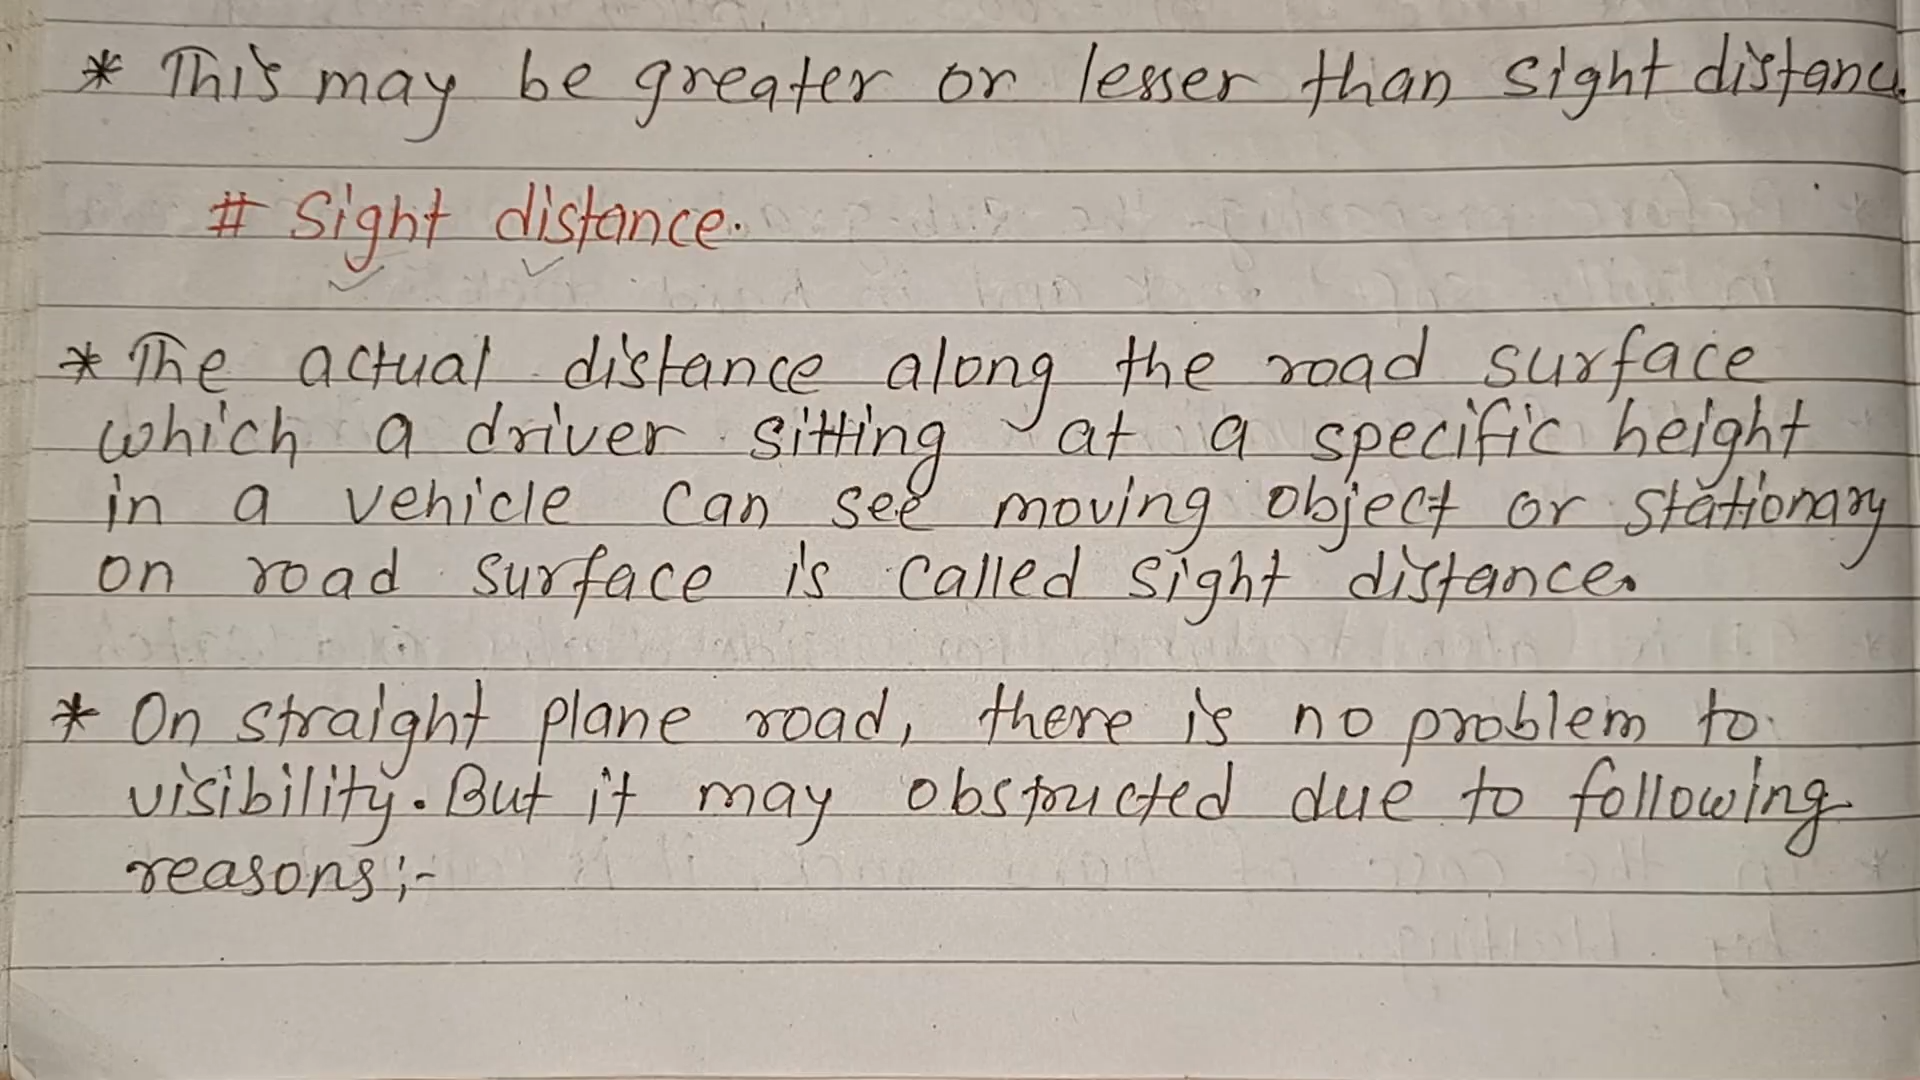 * This may be greater or lesser than sight distanc.
# Sight distance.
* The actual distance along the road surface
which a driver sitting at a specific height
in a vehicle can see moving object or stationary
on road surface is called sight distance.
* On straight plane road, there is no problem to
visibility. But it may obstructed due to following
reasons;-